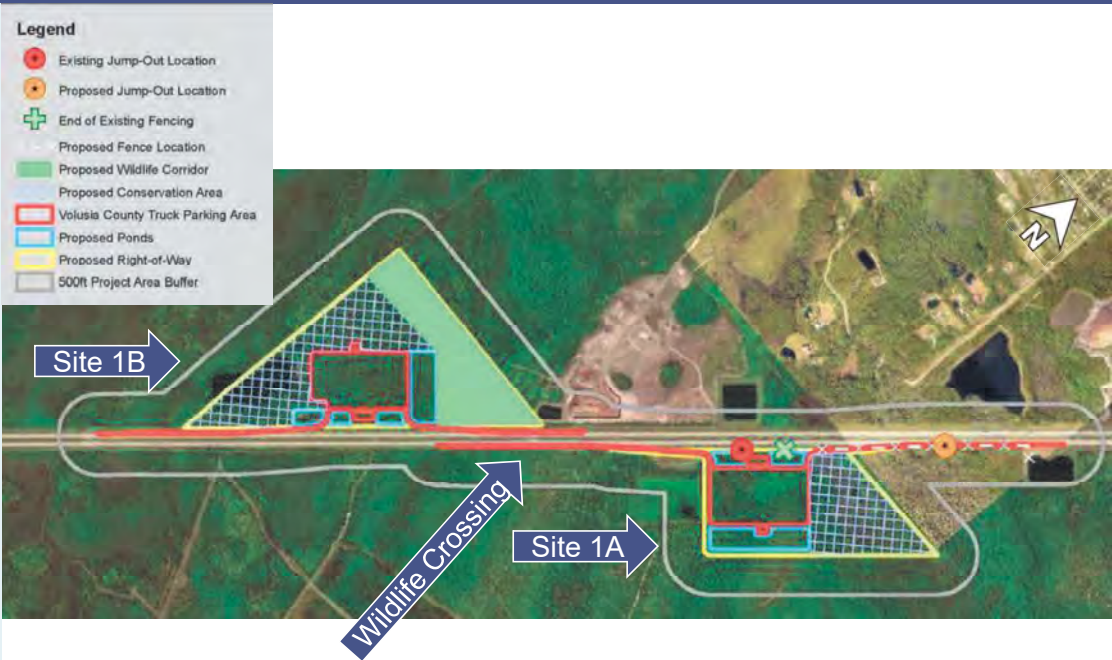 Legend
Existing Jump-Out Location
Proposed Jump-Out Location
End of Existing Fencing
Proposed Fence Location
Proposed Wildlife Corridor
Proposed Conservation Area
Volusia County Truck Parking Area
Proposed Ponds
Proposed Right-of-Way
500ft Project Area Buffer
N
Site 1B
Wildlife Crossing
Site 1A